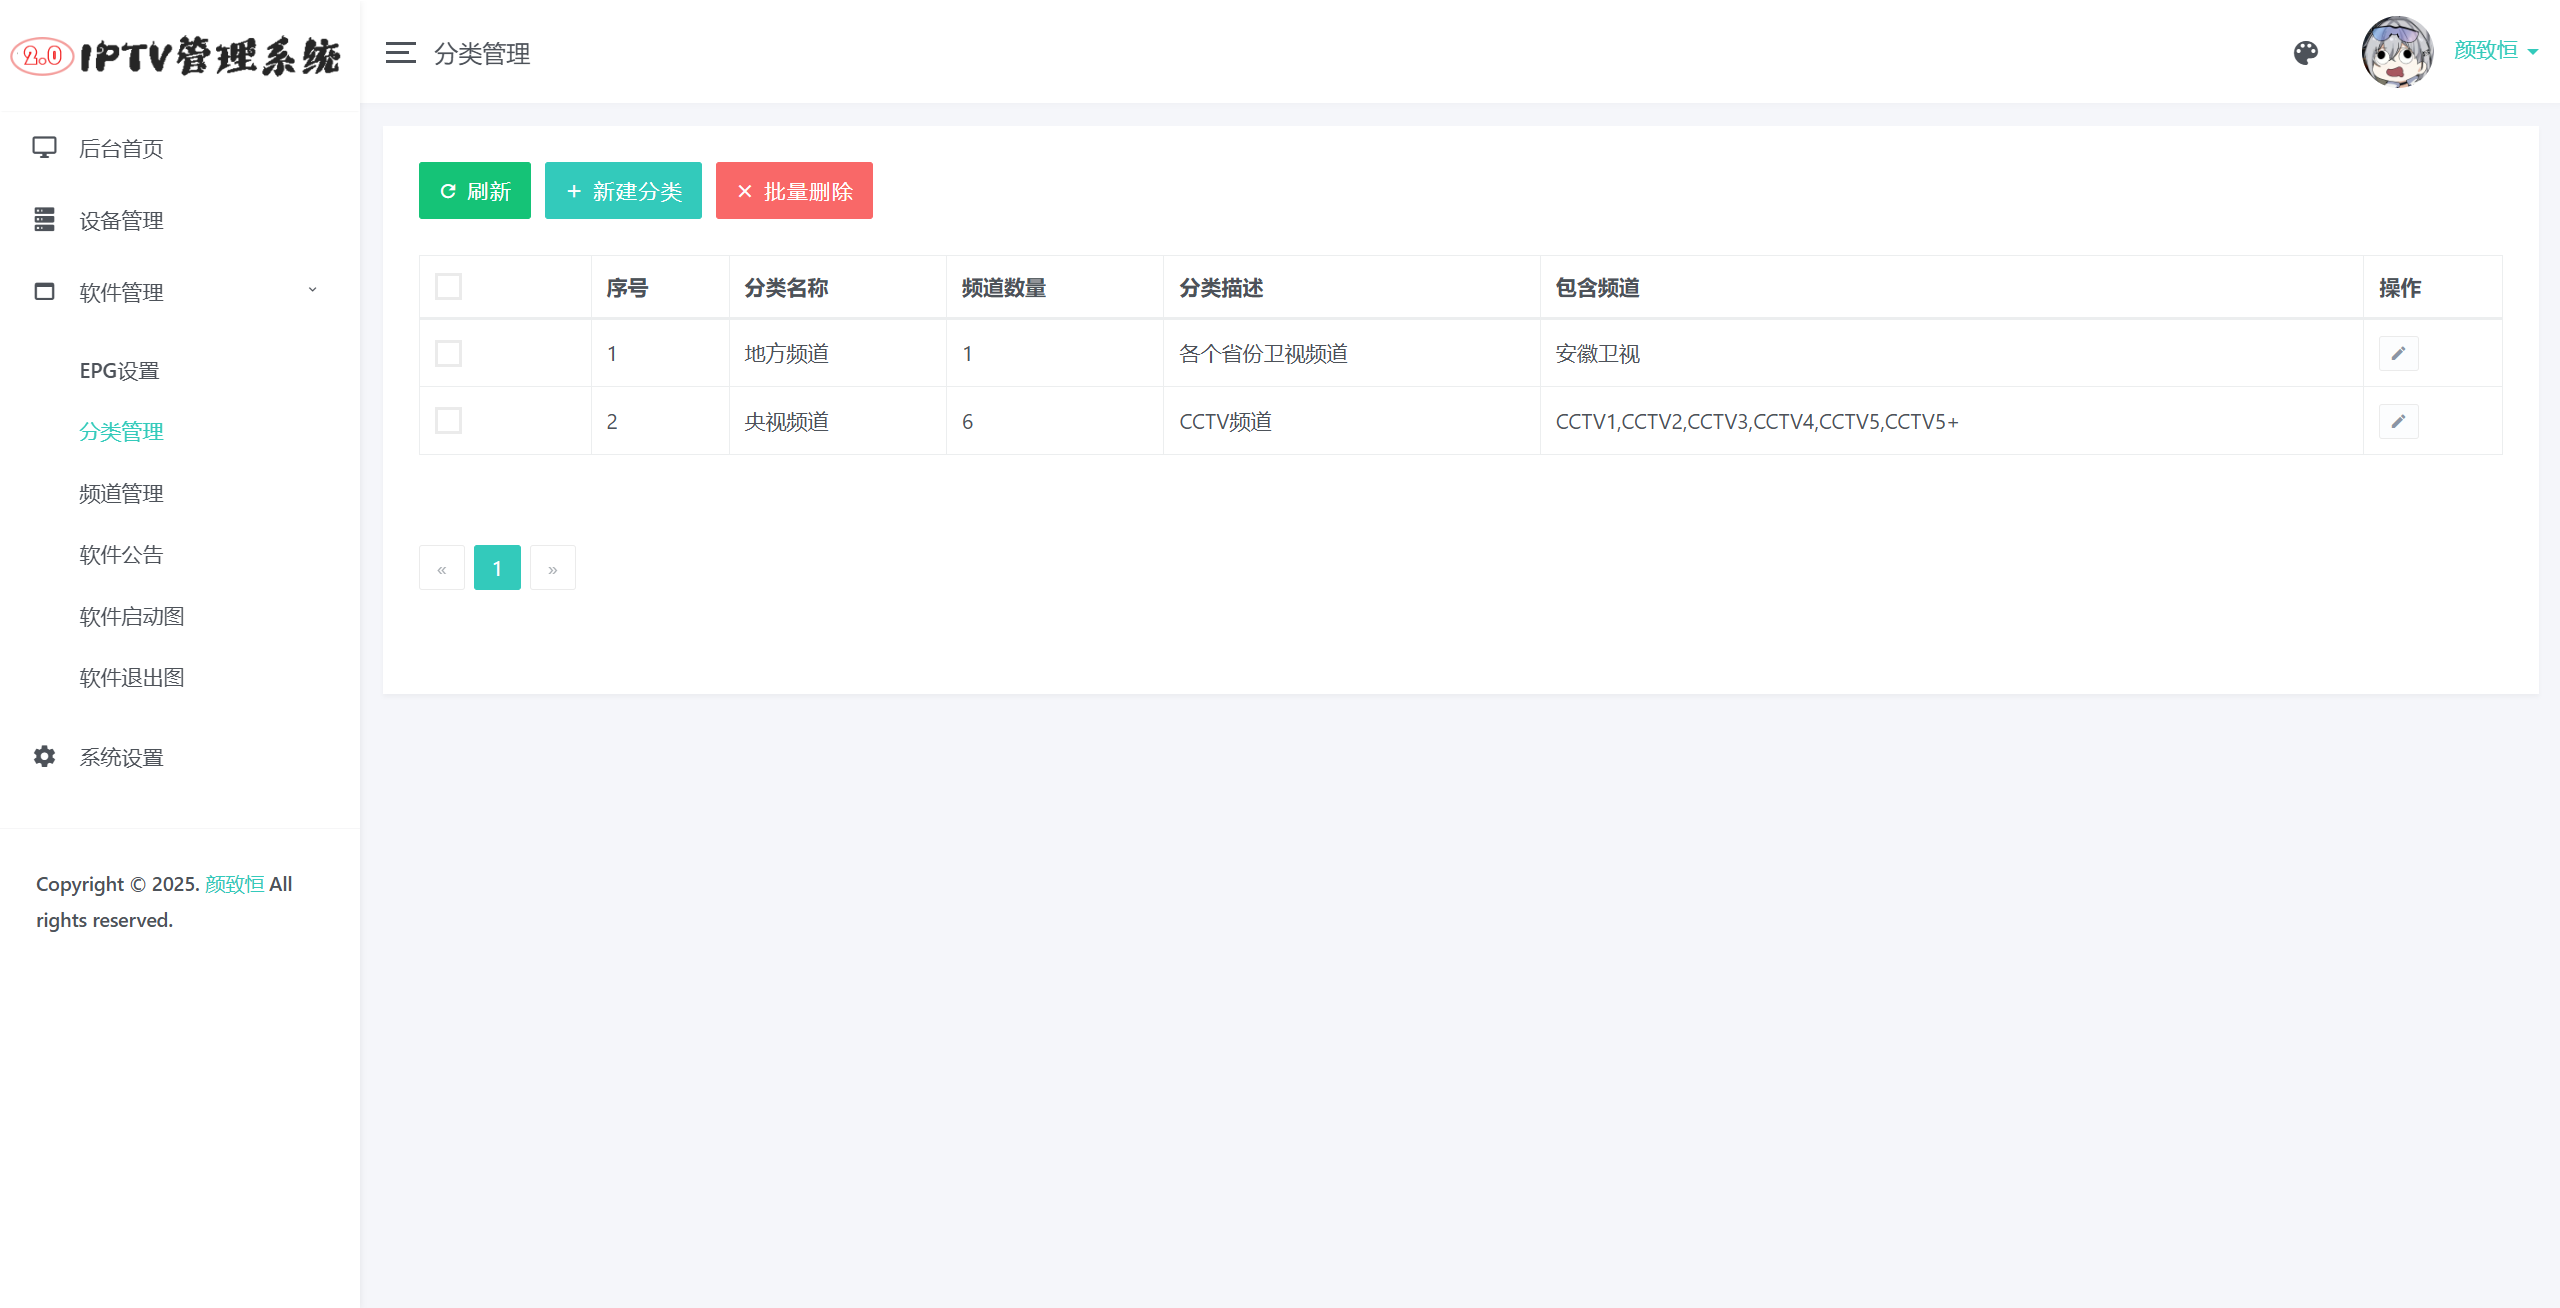 2.0 IPTV管理系统
分类管理
颜致恒
后台首页
设备管理
软件管理
EPG设置
分类管理
频道管理
软件公告
软件启动图
软件退出图
系统设置
Copyright © 2025. 颜致恒 All
rights reserved.
刷新 + 新建分类 × 批量删除
序号 分类名称 频道数量 分类描述 包含频道 操作
1 地方频道 1 各个省份卫视频道 安徽卫视
2 央视频道 6 CCTV频道 CCTV1,CCTV2,CCTV3,CCTV4,CCTV5,CCTV5+
« 1 »